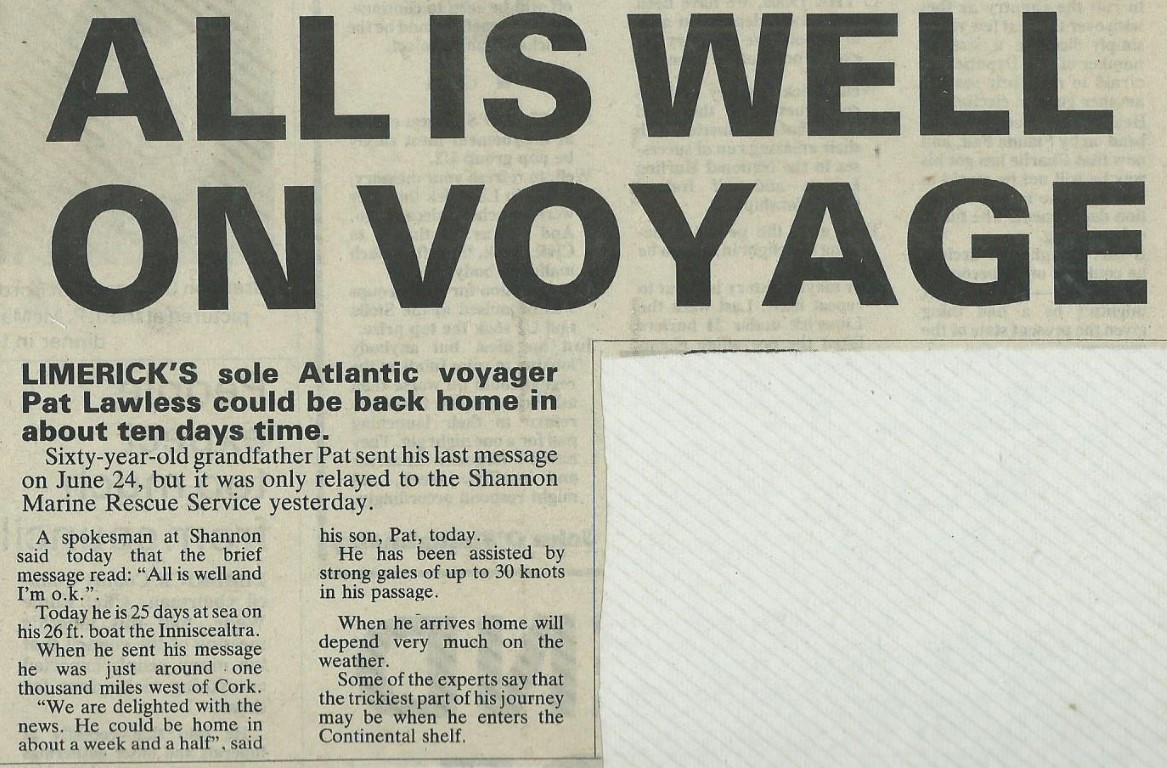 ALL IS WELL
ON VOYAGE
LIMERICK'S sole Atlantic voyager
Pat Lawless could be back home in
about ten days time.
Sixty-year-old grandfather Pat sent his last message
on June 24, but it was only relayed to the Shannon
Marine Rescue Service yesterday.
A spokesman at Shannon
said today that the brief
message read: “All is well and
I'm o.k.”.
Today he is 25 days at sea on
his 26 ft. boat the Inniscealtra.
When he sent his message
he was just around one
thousand miles west of Cork.
“We are delighted with the
news. He could be home in
about a week and a half”, said
his son, Pat, today.
He has been assisted by
strong gales of up to 30 knots
in his passage.
When he arrives home will
depend very much on the
weather.
Some of the experts say that
the trickiest part of his journey
may be when he enters the
Continental shelf.